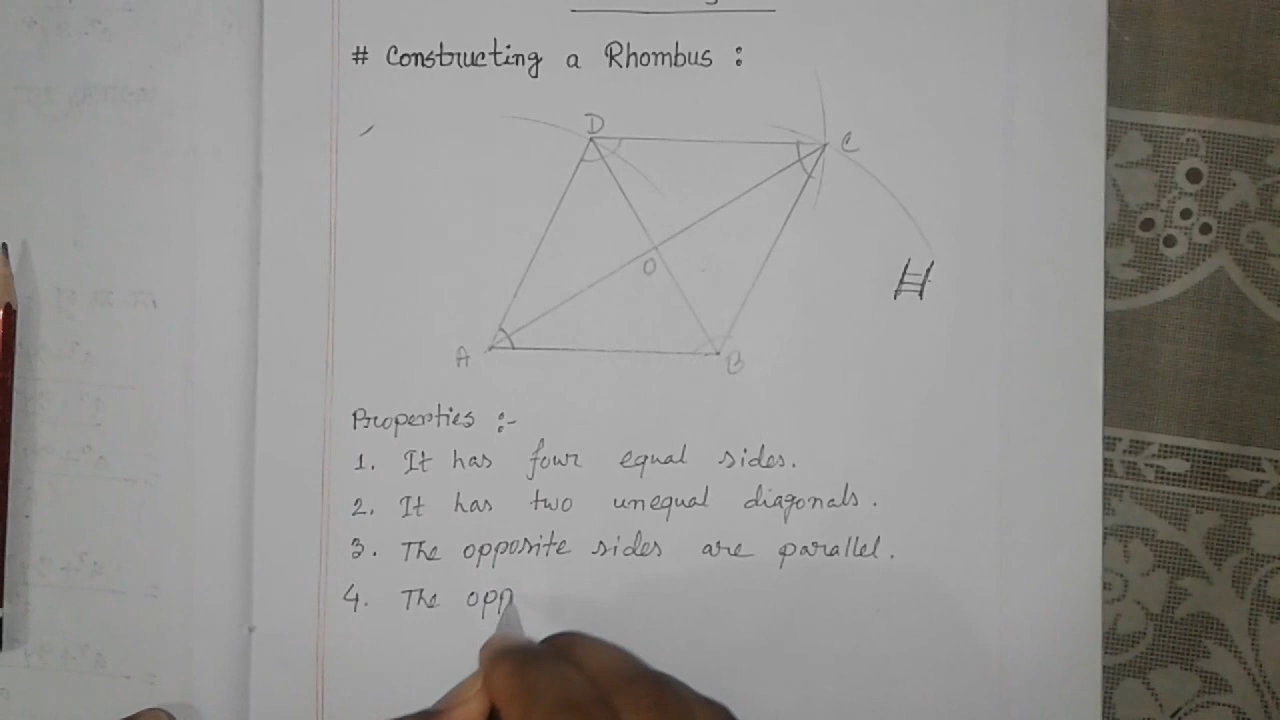 # Constructing a Rhombus :
D
C
O
A
B
Properties :-
1. It has four equal sides.
2. It has two unequal diagonals.
3. The opposite sides are parallel.
4. The opp